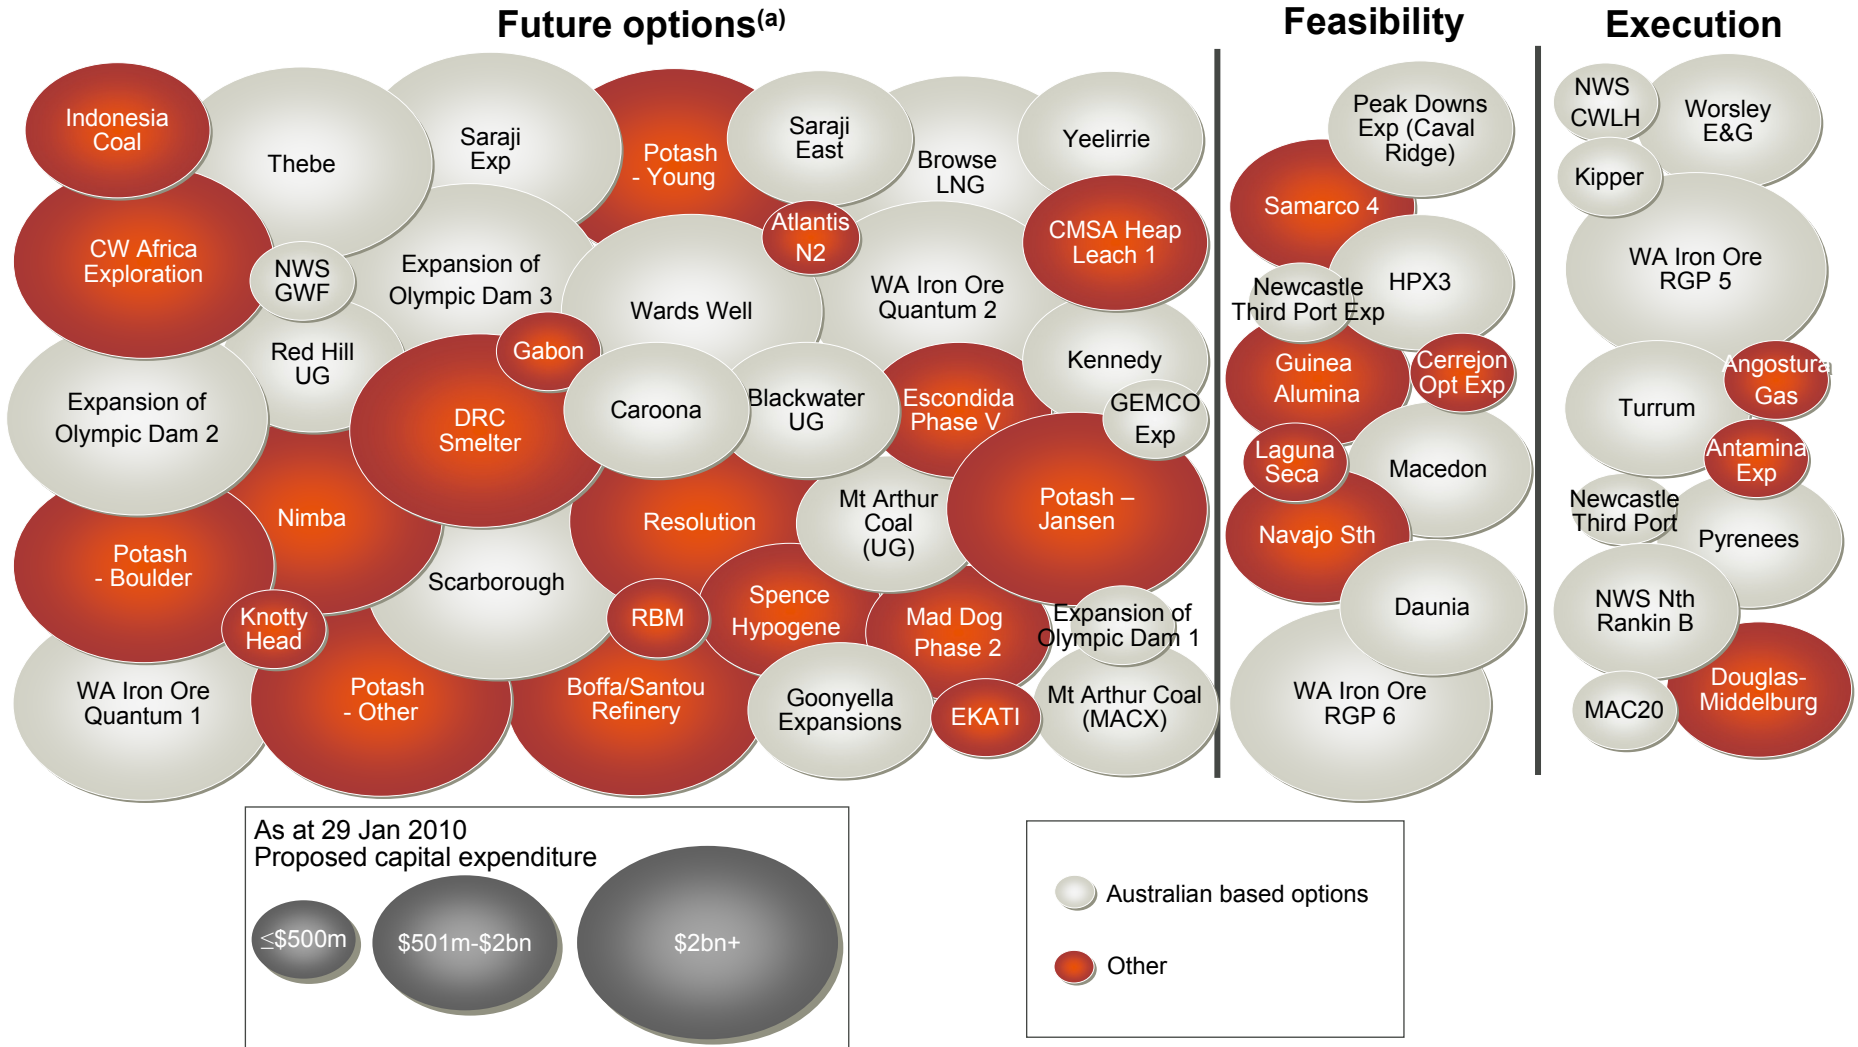 Future options(a)
Feasibility
Execution
Indonesia
Coal
Thebe
Saraji
Exp
Potash
- Young
Saraji
East
Browse
LNG
Yeelirrie
CW Africa
Exploration
NWS
GWF
Expansion of
Olympic Dam 3
Wards Well
Atlantis
N2
WA Iron Ore
Quantum 2
CMSA Heap
Leach 1
Expansion of
Olympic Dam 2
Red Hill
UG
DRC
Smelter
Gabon
Caroona
Blackwater
UG
Escondida
Phase V
Kennedy
GEMCO
Exp
Potash
- Boulder
Nimba
Scarborough
Resolution
Mt Arthur
Coal
(UG)
Potash –
Jansen
Knotty
Head
RBM
Spence
Hypogene
Mad Dog
Phase 2
Expansion of
Olympic Dam 1
WA Iron Ore
Quantum 1
Potash
- Other
Boffa/Santou
Refinery
Goonyella
Expansions
EKATI
Mt Arthur Coal
(MACX)
Peak Downs
Exp (Caval
Ridge)
Samarco 4
HPX3
Newcastle
Third Port Exp
Guinea
Alumina
Cerrejon
Opt Exp
Laguna
Seca
Macedon
Navajo Sth
Daunia
WA Iron Ore
RGP 6
NWS
CWLH
Worsley
E&G
Kipper
WA Iron Ore
RGP 5
Turrum
Angostura
Gas
Antamina
Exp
Newcastle
Third Port
Pyrenees
NWS Nth
Rankin B
MAC20
Douglas-
Middelburg
As at 29 Jan 2010
Proposed capital expenditure
≤$500m
$501m-$2bn
$2bn+
Australian based options
Other